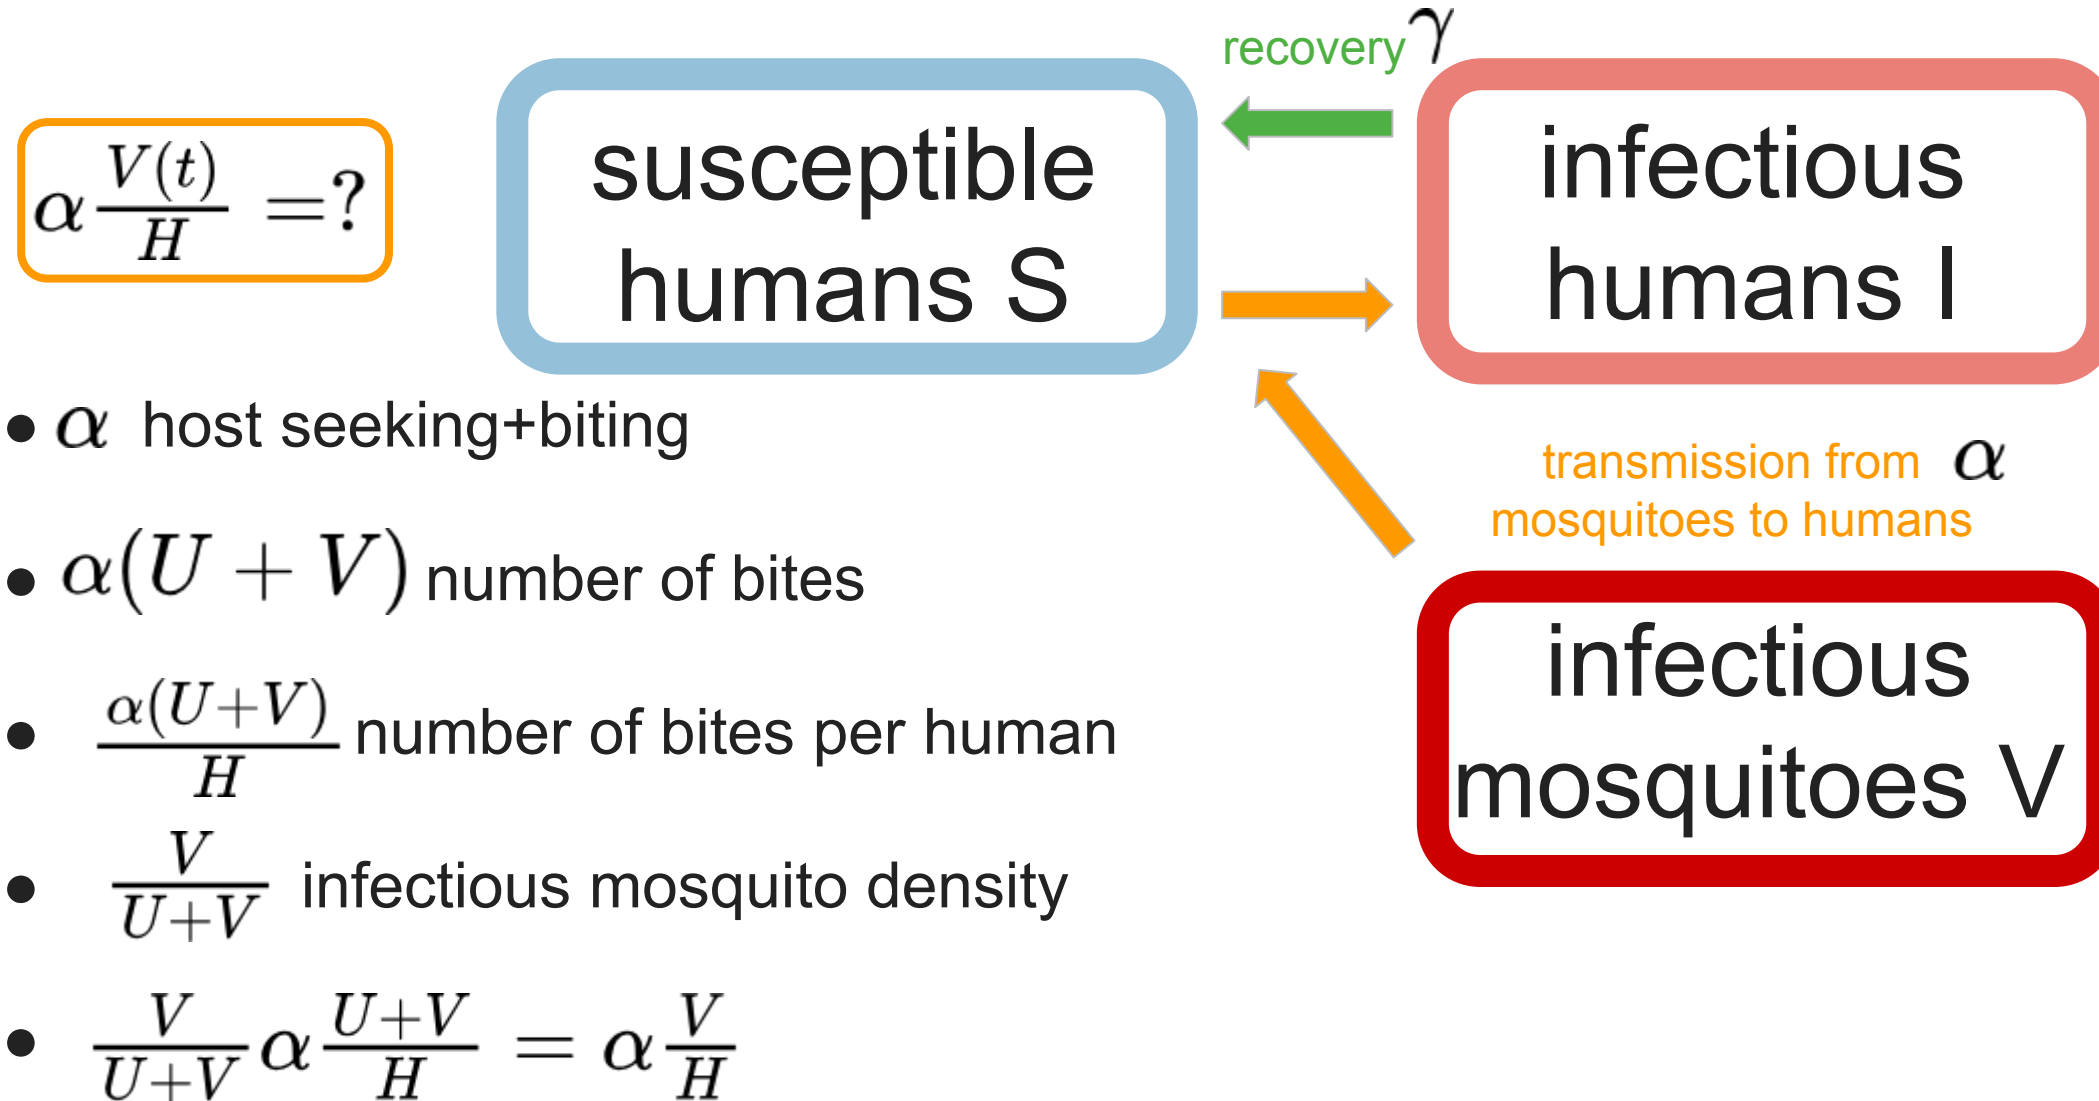 recovery γ
α V(t)/H =?
susceptible
humans S
infectious
humans I
• α host seeking+biting
• α(U + V) number of bites
• α(U+V)/H number of bites per human
• V/U+V infectious mosquito density
• V/U+V α U+V/H = α V/H
transmission from α
mosquitoes to humans
infectious
mosquitoes V